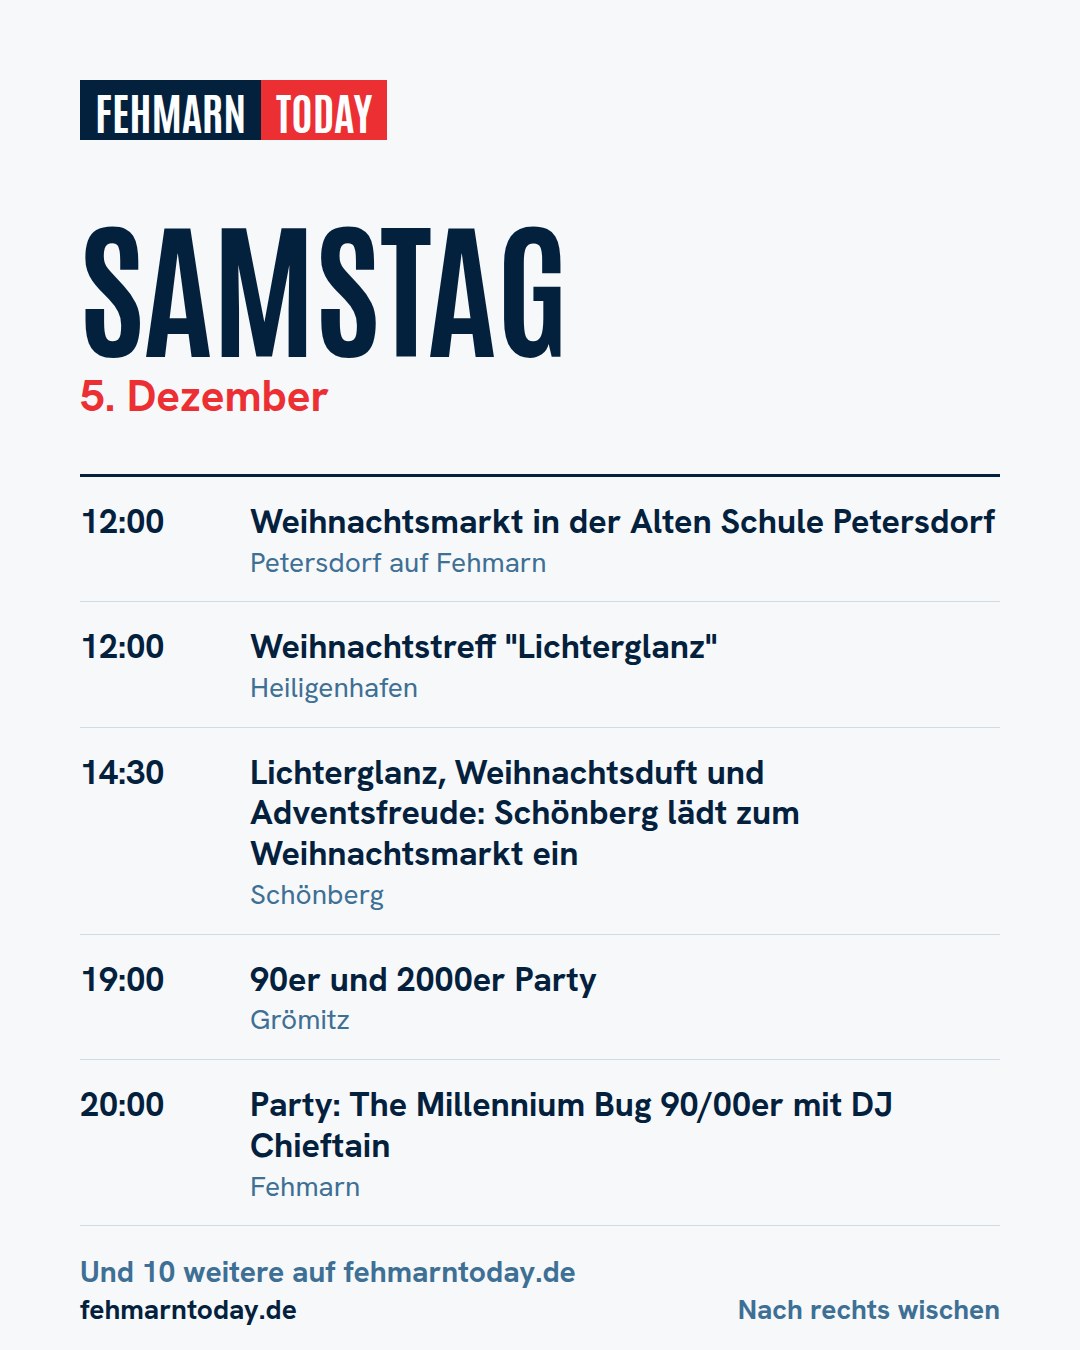 FEHMARN TODAY
SAMSTAG
5. Dezember
12:00 Weihnachtsmarkt in der Alten Schule Petersdorf
Petersdorf auf Fehmarn
12:00 Weihnachtstreff "Lichterglanz"
Heiligenhafen
14:30 Lichterglanz, Weihnachtsduft und
Adventsfreude: Schönberg lädt zum
Weihnachtsmarkt ein
Schönberg
19:00 90er und 2000er Party
Grömitz
20:00 Party: The Millennium Bug 90/00er mit DJ
Chieftain
Fehmarn
Und 10 weitere auf fehmarntoday.de
fehmarntoday.de Nach rechts wischen